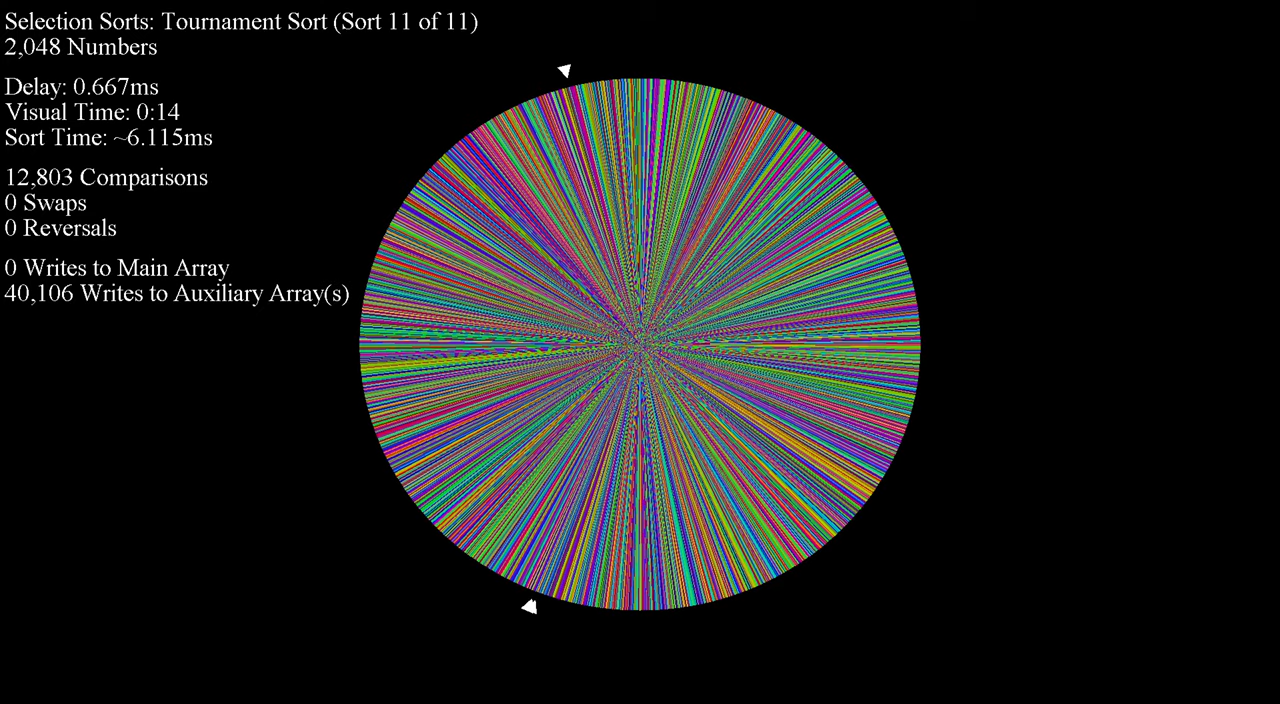 Selection Sorts: Tournament Sort (Sort 11 of 11)
2,048 Numbers
Delay: 0.667ms
Visual Time: 0:14
Sort Time: ~6.115ms
12,803 Comparisons
0 Swaps
0 Reversals
0 Writes to Main Array
40,106 Writes to Auxiliary Array(s)